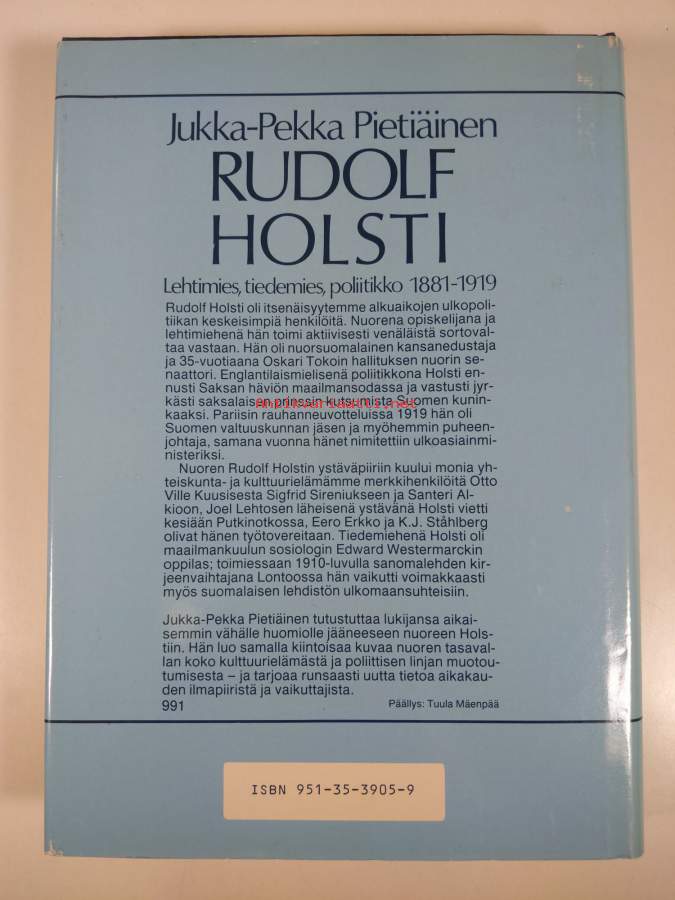 Jukka-Pekka Pietiäinen
RUDOLF
HOLSTI
Lehtimies, tiedemies, poliitikko 1881-1919
Rudolf Holsti oli itsenäisyytemme alkuaikojen ulkopoli-
tiikan keskeisimpiä henkilöitä. Nuorena opiskelijana ja
lehtimiehenä hän toimi aktiivisesti venäläistä sortoval-
taa vastaan. Hän oli nuorsuomalainen kansanedustaja
ja 35-vuotiaana Oskari Tokoin hallituksen nuorin se-
naattori. Englantilaismielisenä poliitikkona Holsti en-
nusti Saksan häviön maailmansodassa ja vastusti jyr-
kästi saksalaisen prinssin kutsumista Suomen kunin-
Antikvariaatti.net
kaaksi. Pariisin rauhanneuvotteluissa 1919 hän oli
Suomen valtuuskunnan jäsen ja myöhemmin puheen-
johtaja, samana vuonna hänet nimitettiin ulkoasiainmi-
nisteriksi.
Nuoren Rudolf Holstin ystäväpiiriin kuului monia yh-
teiskunta- ja kulttuurielämämme merkkihenkilöitä Otto
Ville Kuusisesta Sigfrid Sireniukseen ja Santeri Al-
kioon, Joel Lehtosen läheisenä ystävänä Holsti vietti
kesiään Putkinotkossa, Eero Erkko ja K.J. Ståhlberg
olivat hänen työtovereitaan. Tiedemiehenä Holsti oli
maailmankuulun sosiologin Edward Westermarckin
oppilas; toimiessaan 1910-luvulla sanomalehden kir-
jeenvaihtajana Lontoossa hän vaikutti voimakkaasti
myös suomalaisen lehdistön ulkomaansuhteisiin.
Jukka-Pekka Pietiäinen tutustuttaa lukijansa aikai-
semmin vähälle huomiolle jääneeseen nuoreen Hols-
tiin. Hän luo samalla kiintoisaa kuvaa nuoren tasaval-
lan koko kulttuurielämästä ja poliittisen linjan muotou-
tumisesta – ja tarjoaa runsaasti uutta tietoa aikakau-
den ilmapiiristä ja vaikuttajista.
991
Päällys: Tuula Mäenpää
ISBN 951-35-3905-9